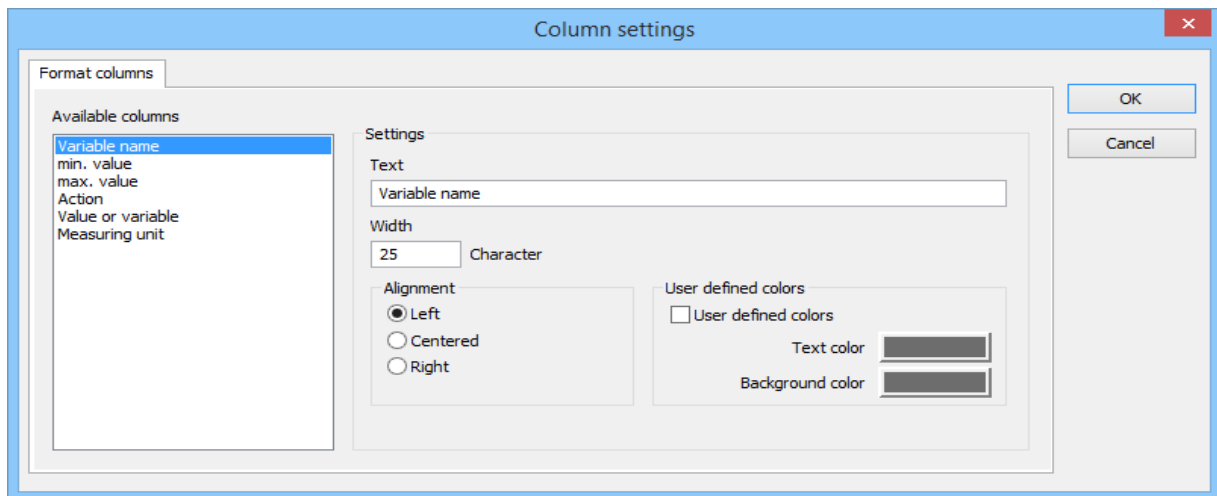 Column settings
Format columns
Available columns
Variable name
min. value
max. value
Action
Value or variable
Measuring unit
Settings
Text
Variable name
Width
25 Character
Alignment
Left
Centered
Right
User defined colors
User defined colors
Text color
Background color
OK
Cancel